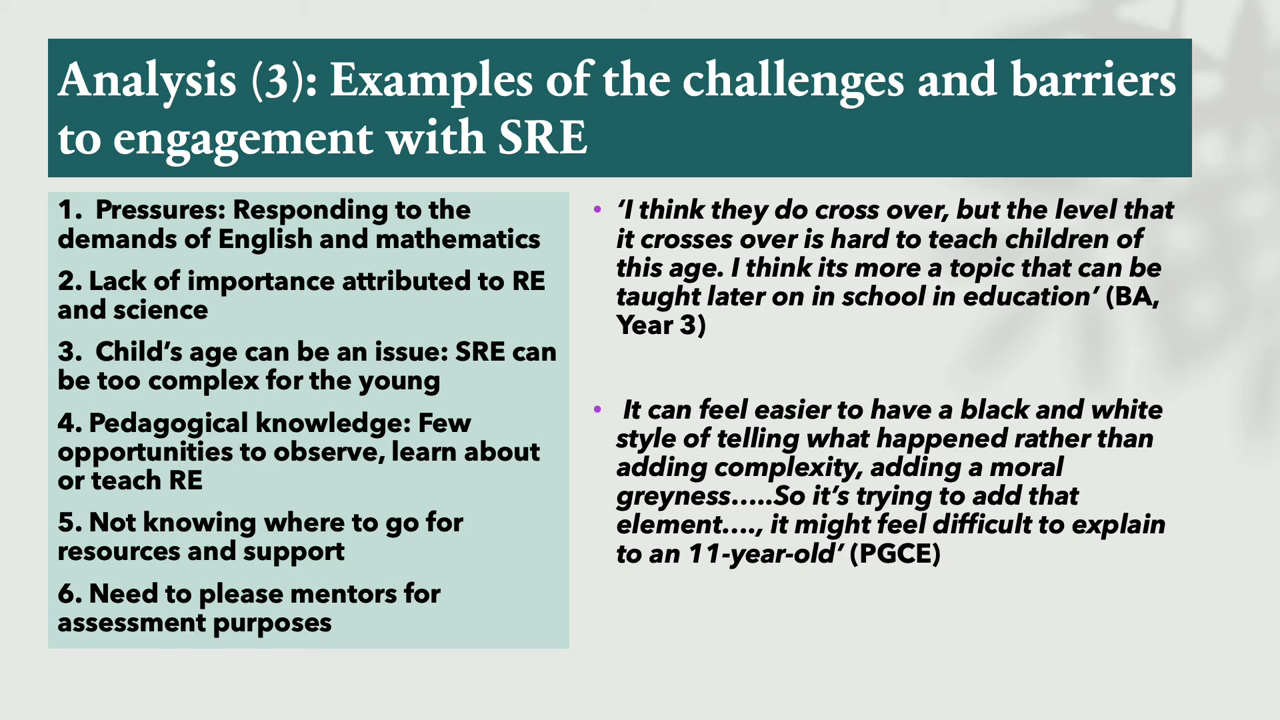 Analysis (3): Examples of the challenges and barriers
to engagement with SRE
1.  Pressures: Responding to the
demands of English and mathematics
2. Lack of importance attributed to RE
and science
3.  Child’s age can be an issue: SRE can
be too complex for the young
4. Pedagogical knowledge: Few
opportunities to observe, learn about
or teach RE
5. Not knowing where to go for
resources and support
6. Need to please mentors for
assessment purposes
• ‘I think they do cross over, but the level that
it crosses over is hard to teach children of
this age. I think its more a topic that can be
taught later on in school in education’ (BA,
Year 3)
• It can feel easier to have a black and white
style of telling what happened rather than
adding complexity, adding a moral
greyness…..So it’s trying to add that
element…., it might feel difficult to explain
to an 11-year-old’ (PGCE)